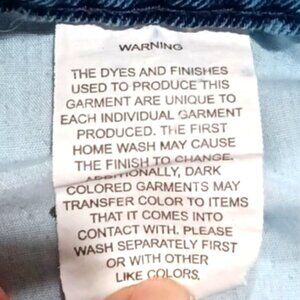 WARNING
THE DYES AND FINISHES
USED TO PRODUCE THIS
GARMENT ARE UNIQUE TO
EACH INDIVIDUAL GARMENT
PRODUCED. THE FIRST
HOME WASH MAY CAUSE
THE FINISH TO CHANGE.
ADDITIONALLY, DARK
COLORED GARMENTS MAY
TRANSFER COLOR TO ITEMS
THAT IT COMES INTO
CONTACT WITH. PLEASE
WASH SEPARATELY FIRST
OR WITH OTHER
LIKE COLORS.